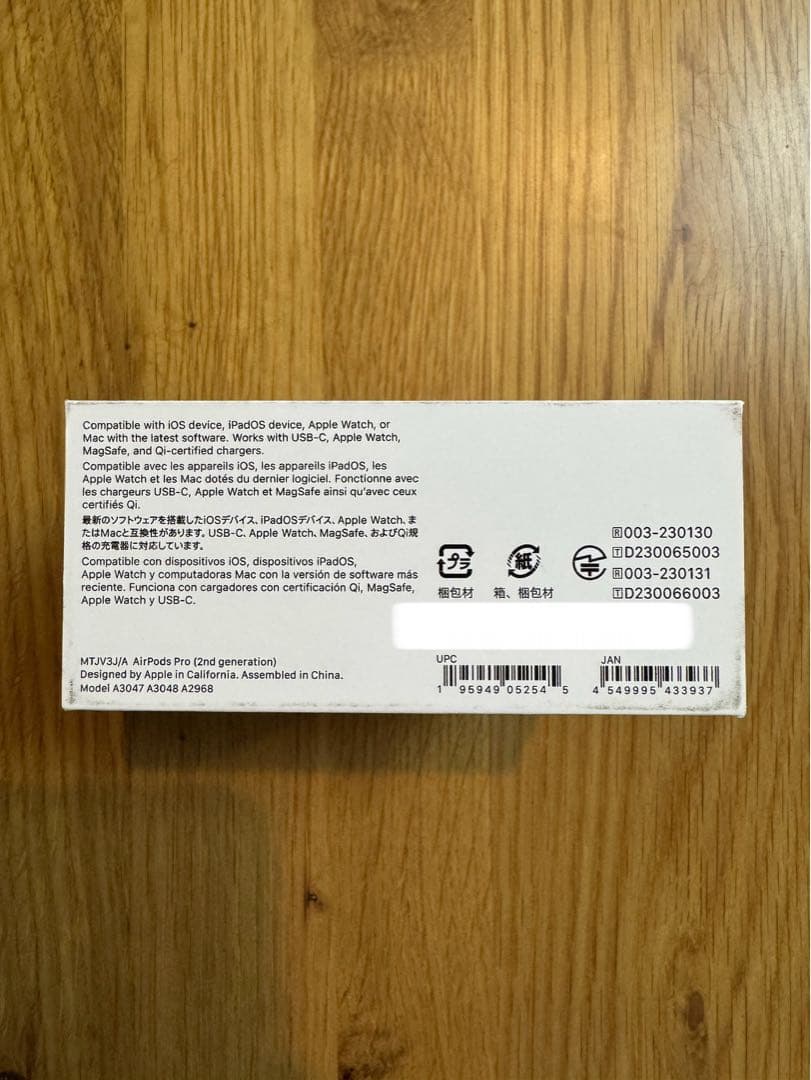 Compatible with iOS device, iPadOS device, Apple Watch, or
Mac with the latest software. Works with USB-C, Apple Watch,
MagSafe, and Qi-certified chargers.
Compatible avec les appareils iOS, les appareils iPadOS, les
Apple Watch et les Mac dotés du dernier logiciel. Fonctionne avec
les chargeurs USB-C, Apple Watch et MagSafe ainsi qu'avec ceux
certifiés Qi.
最新のソフトウェアを搭載したiOSデバイス、iPadOSデバイス、Apple Watch、ま
たはMacと互換性があります。USB-C、Apple Watch、MagSafe、およびQi規
格の充電器に対応しています。
Compatible con dispositivos iOS, dispositivos iPadOS,
Apple Watch y computadoras Mac con la versión de software más
reciente. Funciona con cargadores con certificación Qi, MagSafe,
Apple Watch y USB-C.
MTJV3J/A AirPods Pro (2nd generation)
Designed by Apple in California. Assembled in China.
Model A3047 A3048 A2968
プラ
梱包材
紙
箱、梱包材
R003-230130
TD230065003
R003-230131
TD230066003
UPC
1 95949 05254 5
JAN
4 549995 433937